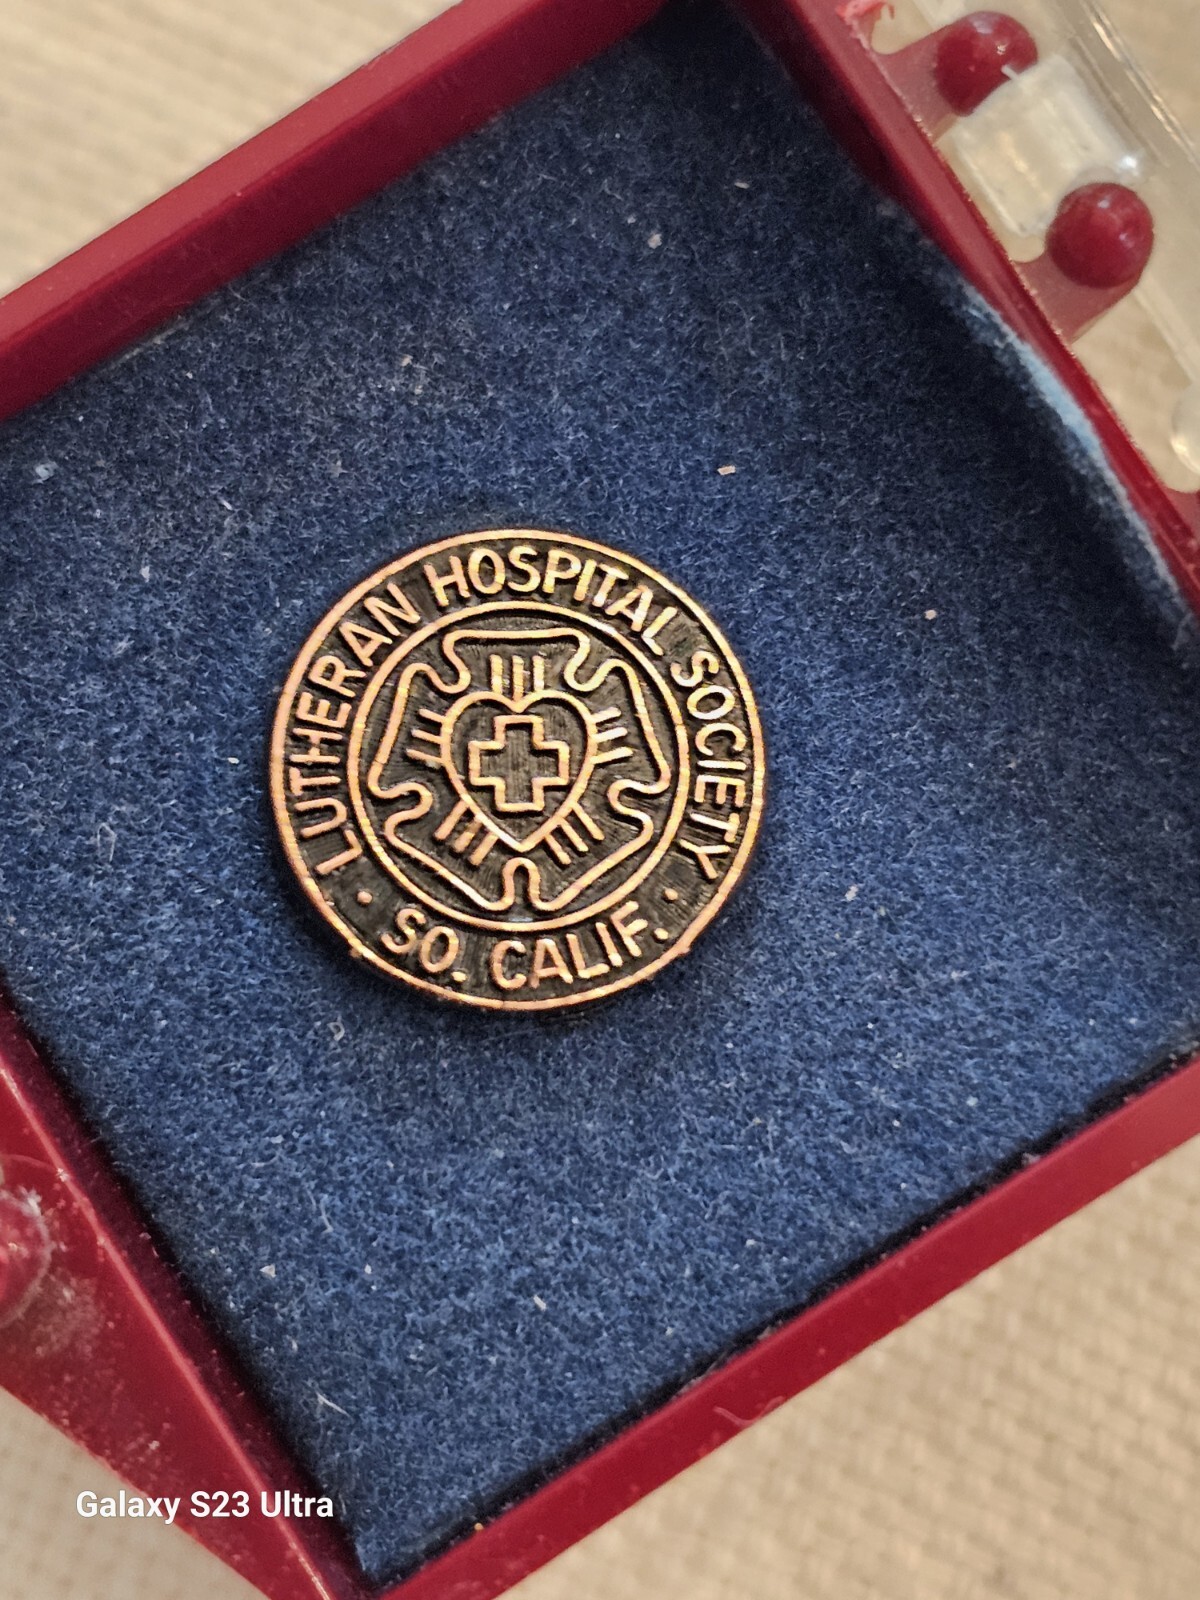 LUTHERAN HOSPITAL SOCIETY
· SO. CALIF. ·
Galaxy S23 Ultra